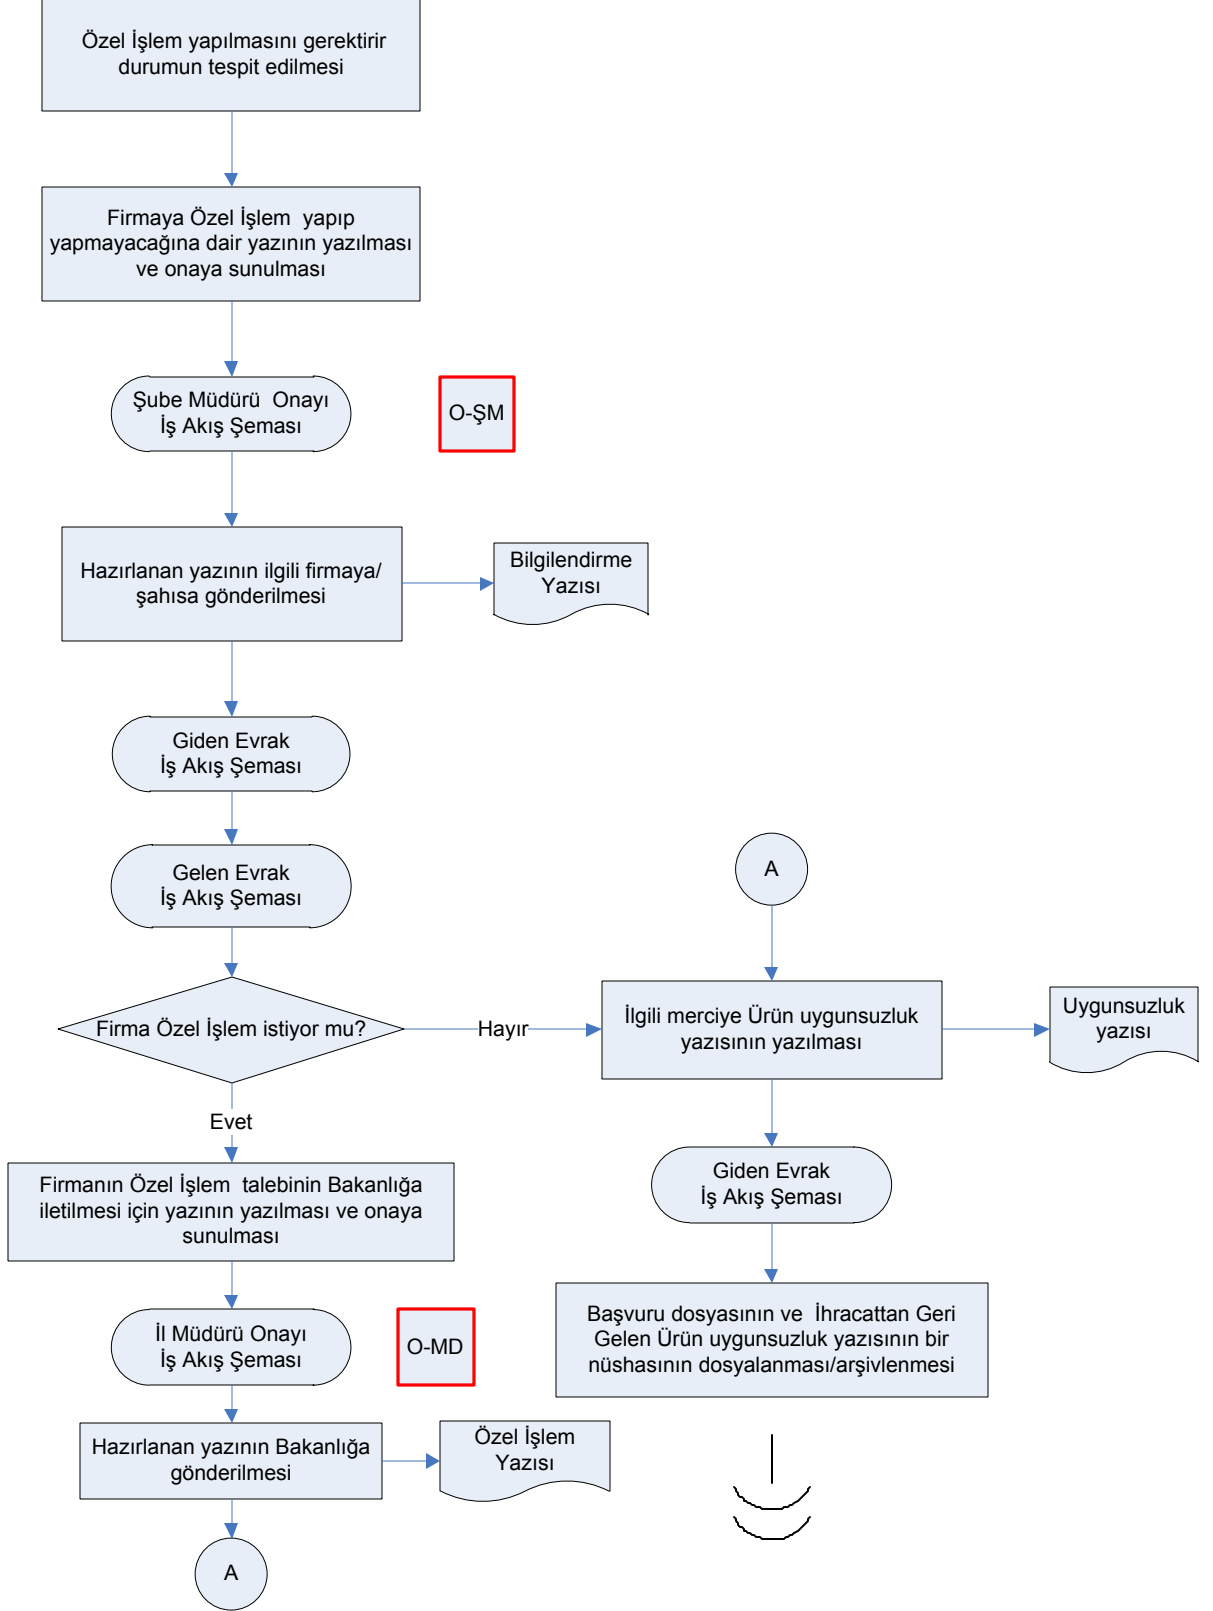 Özel İşlem yapılmasını gerektirir
durumun tespit edilmesi
Firmaya Özel İşlem  yapıp
yapmayacağına dair yazının yazılması
ve onaya sunulması
Şube Müdürü  Onayı
İş Akış Şeması
O-ŞM
Hazırlanan yazının ilgili firmaya/
şahısa gönderilmesi
Bilgilendirme
Yazısı
Giden Evrak
İş Akış Şeması
Gelen Evrak
İş Akış Şeması
Firma Özel İşlem istiyor mu?
Hayır
Evet
Firmanın Özel İşlem  talebinin Bakanlığa
iletilmesi için yazının yazılması ve onaya
sunulması
İl Müdürü Onayı
İş Akış Şeması
O-MD
Hazırlanan yazının Bakanlığa
gönderilmesi
Özel İşlem
Yazısı
A
A
İlgili merciye Ürün uygunsuzluk
yazısının yazılması
Uygunsuzluk
yazısı
Giden Evrak
İş Akış Şeması
Başvuru dosyasının ve  İhracattan Geri
Gelen Ürün uygunsuzluk yazısının bir
nüshasının dosyalanması/arşivlenmesi